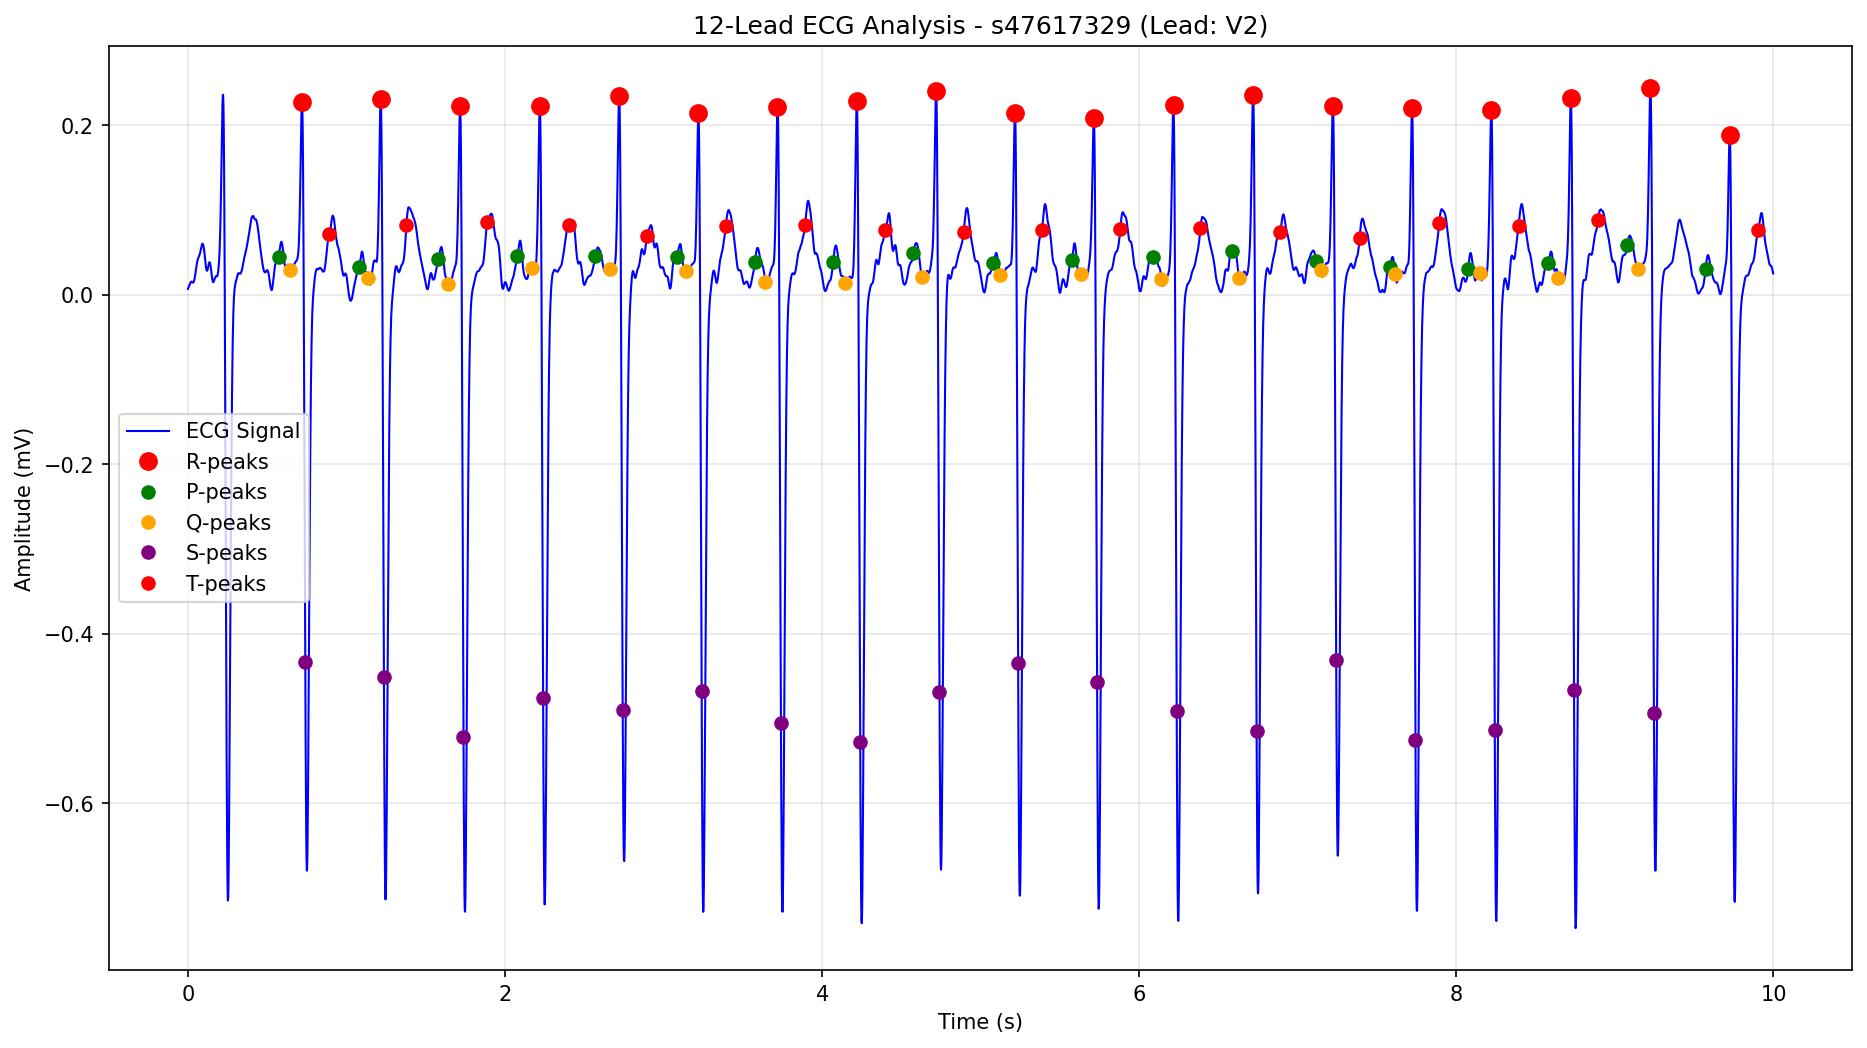 12-Lead ECG Analysis - s47617329 (Lead: V2)
Amplitude (mV)
0.2
0.0
−0.2
−0.4
−0.6
ECG Signal
R-peaks
P-peaks
Q-peaks
S-peaks
T-peaks
0 2 4 6 8 10
Time (s)